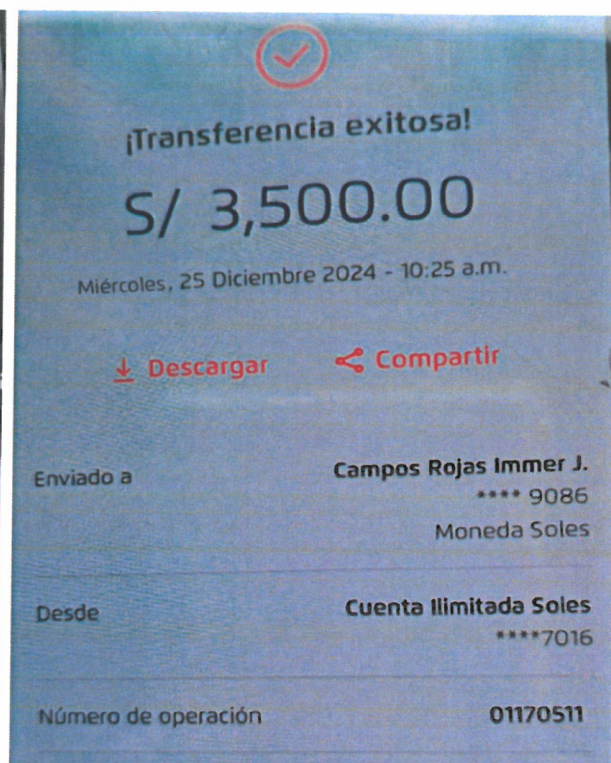 ¡Transferencia exitosa!
S/ 3,500.00
Miércoles, 25 Diciembre 2024 - 10:25 a.m.
Descargar Compartir
Enviado a Campos Rojas Immer J.
**** 9086
Moneda Soles
Desde Cuenta Ilimitada Soles
****7016
Número de operación 01170511